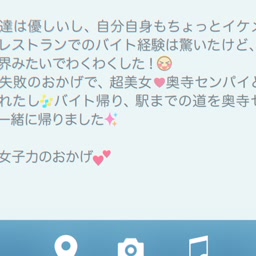 達は優しいし、自分自身もちょっとイケメ
レストランでのバイト経験は驚いたけど、
界みたいでわくわくした！😆
失敗のおかげで、超美女💗奥寺センパイと
れたし🎶バイト帰り、駅までの道を奥寺セ
一緒に帰りました✨
女子力のおかげ💕